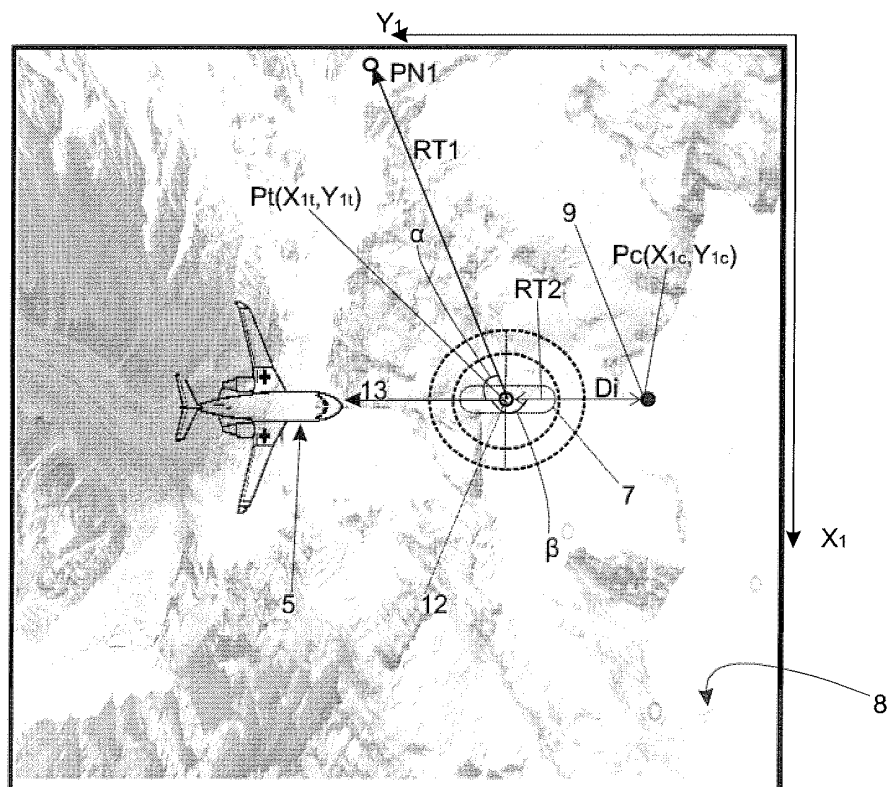 Y₁
PN1
RT1
Pt(X₁t,Y₁t)
9
α
Pc(X₁c,Y₁c)
RT2
13
Di
7
β
X₁
5
12
8